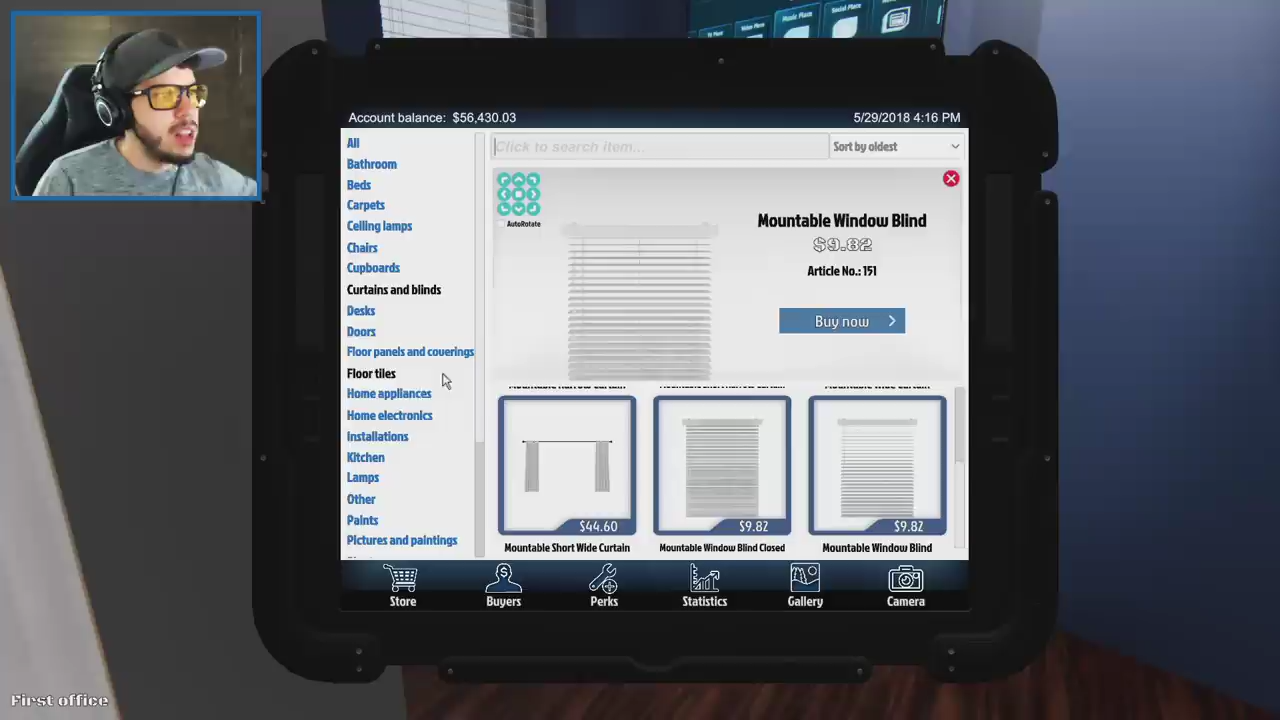 Music Place
Social Place
Account balance: $56,430.03
5/29/2018 4:16 PM
All
Bathroom
Beds
Carpets
Ceiling lamps
Chairs
Cupboards
Curtains and blinds
Desks
Doors
Floor panels and coverings
Floor tiles
Home appliances
Home electronics
Installations
Kitchen
Lamps
Other
Paints
Pictures and paintings
Click to search item...
Sort by oldest
AutoRotate
Mountable Window Blind
$9.82
Article No.: 151
Buy now
$44.60
$9.82
$9.82
Mountable Short Wide Curtain
Mountable Window Blind Closed
Mountable Window Blind
Store
Buyers
Perks
Statistics
Gallery
Camera
First office